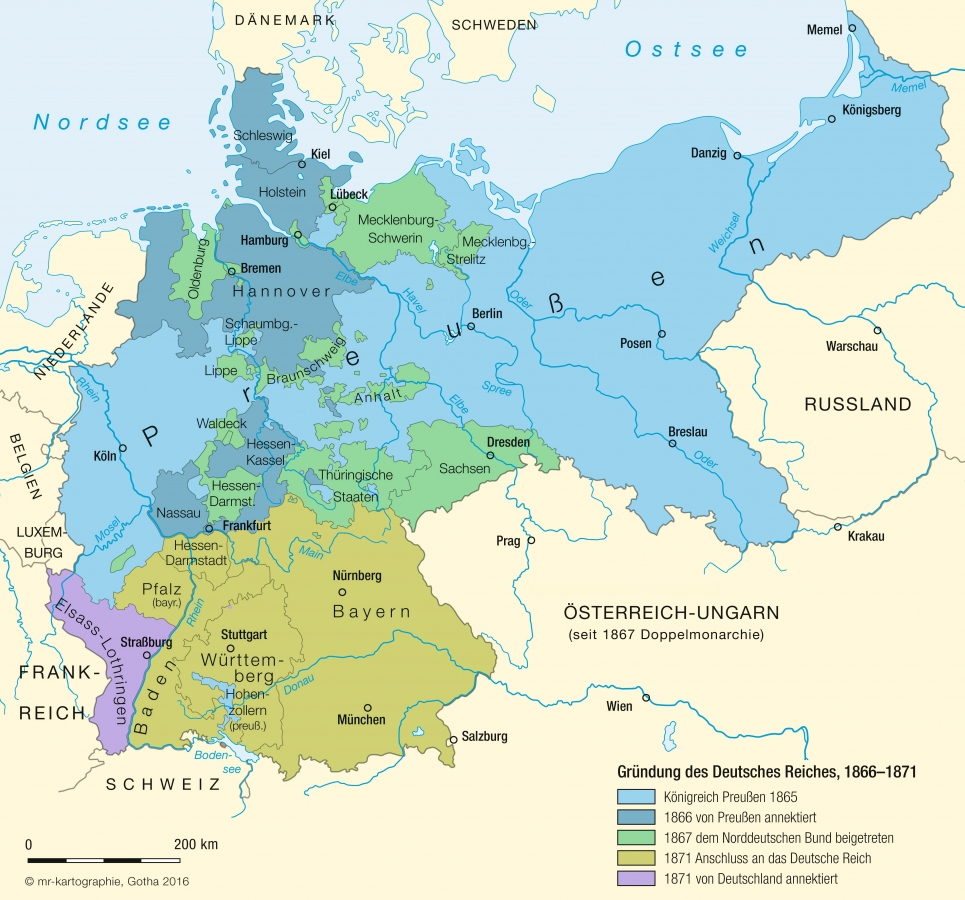 DÄNEMARK
SCHWEDEN
Ostsee
Memel
Memel
Königsberg
Nordsee
Schleswig
Kiel
Danzig
Holstein
Lübeck
Mecklenburg-
Schwerin
Weichsel
Hamburg
Mecklenbg.-
Strelitz
Oldenburg
Bremen
Elbe
Hannover
Havel
Oder
Berlin
NIEDERLANDE
Schaumbg.-
Lippe
Posen
Warschau
Lippe
Braunschweig
Preußen
Rhein
Anhalt
Spree
Elbe
RUSSLAND
Waldeck
BELGIEN
Köln
Hessen-
Kassel
Dresden
Breslau
Oder
Sachsen
Thüringische
Staaten
Hessen-
Darmst.
Nassau
Frankfurt
Mosel
LUXEM-
BURG
Krakau
Prag
Hessen-
Darmstadt
Main
Nürnberg
Pfalz
(bayr.)
Bayern
Rhein
Elsass-Lothringen
ÖSTERREICH-UNGARN
(seit 1867 Doppelmonarchie)
Straßburg
Stuttgart
Württem-
berg
FRANK-
REICH
Baden
Donau
Hohen-
zollern
(preuß.)
München
Wien
Salzburg
Boden-
see
SCHWEIZ
Gründung des Deutsches Reiches, 1866–1871
Königreich Preußen 1865
1866 von Preußen annektiert
1867 dem Norddeutschen Bund beigetreten
1871 Anschluss an das Deutsche Reich
1871 von Deutschland annektiert
0 200 km
© mr-kartographie, Gotha 2016